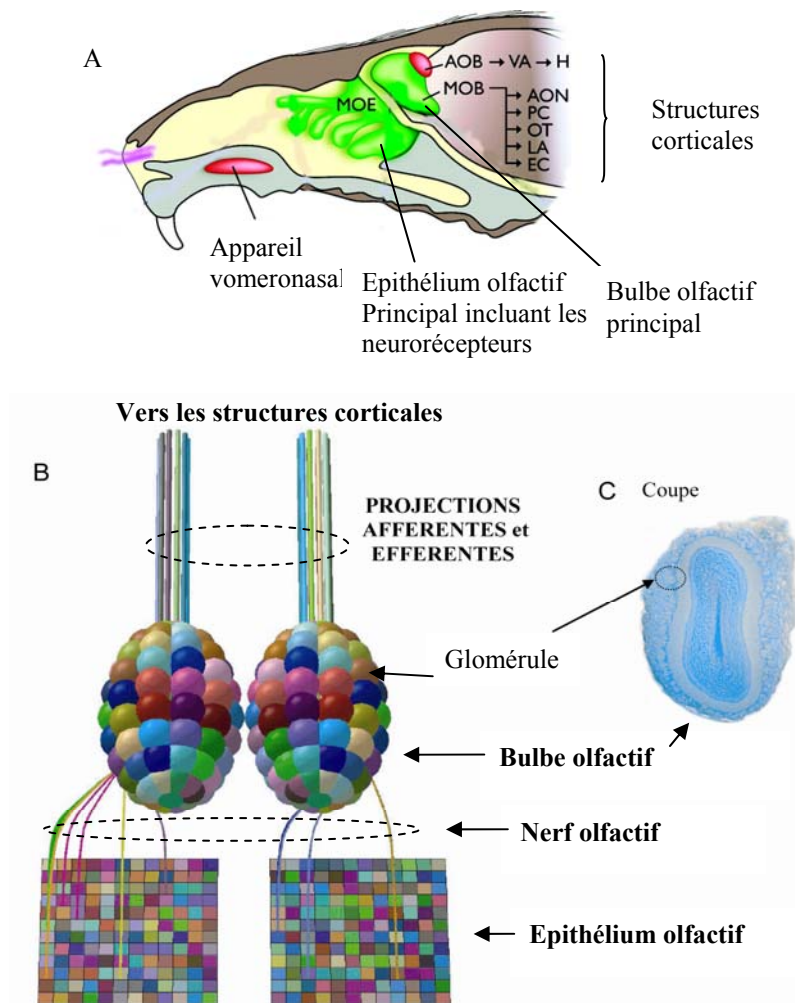 A
AOB → VA → H
MOE
MOB
AON
PC
OT
LA
EC
Structures
corticales
Appareil
vomeronasal
Epithélium olfactif
Principal incluant les
neurorécepteurs
Bulbe olfactif
principal
Vers les structures corticales
B
PROJECTIONS
AFFERENTES et
EFFERENTES
C Coupe
Glomérule
Bulbe olfactif
Nerf olfactif
Epithélium olfactif